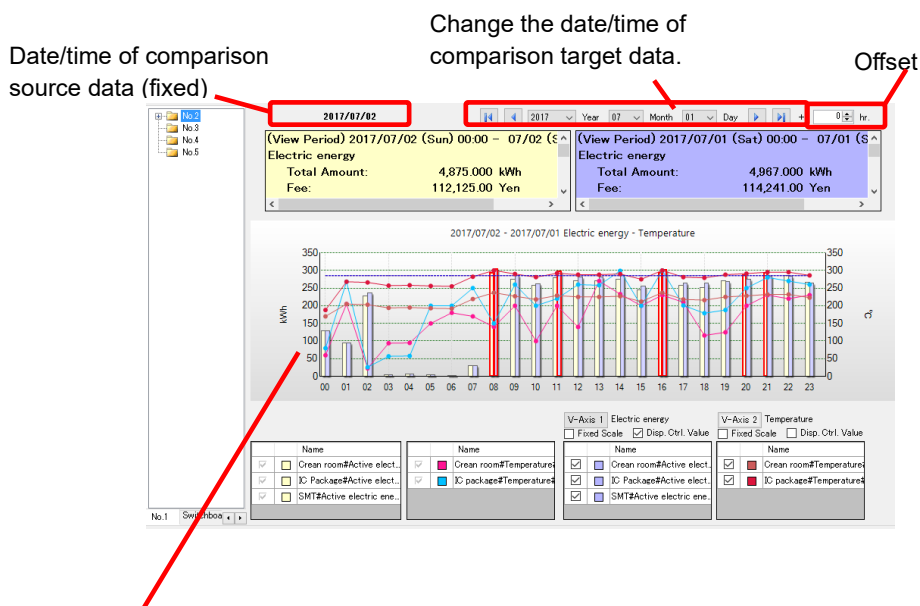 Change the date/time of
comparison target data.
Date/time of comparison
source data (fixed)
Offset
No.2
No.3
No.4
No.5
2017/07/02
2017 Year 07 Month 01 Day + 0 hr.
(View Period) 2017/07/02 (Sun) 00:00 - 07/02 (S
Electric energy
Total Amount: 4,875.000 kWh
Fee: 112,125.00 Yen
(View Period) 2017/07/01 (Sat) 00:00 - 07/01 (S
Electric energy
Total Amount: 4,967.000 kWh
Fee: 114,241.00 Yen
2017/07/02 - 2017/07/01 Electric energy - Temperature
350 350
300 300
250 250
200 200
150 150
100 100
50 50
0 0
kWh
℃
00 01 02 03 04 05 06 07 08 09 10 11 12 13 14 15 16 17 18 19 20 21 22 23
V-Axis 1 Electric energy
Fixed Scale Disp. Ctrl. Value
V-Axis 2 Temperature
Fixed Scale Disp. Ctrl. Value
Name
Crean room#Active elect..
IC Package#Active elect..
SMT#Active electric ene..
Name
Crean room#Temperature#
IC package#Temperature#
Name
Crean room#Active elect..
IC Package#Active elect..
SMT#Active electric ene..
Name
Crean room#Temperature#
IC package#Temperature#
No.1 Switchboa